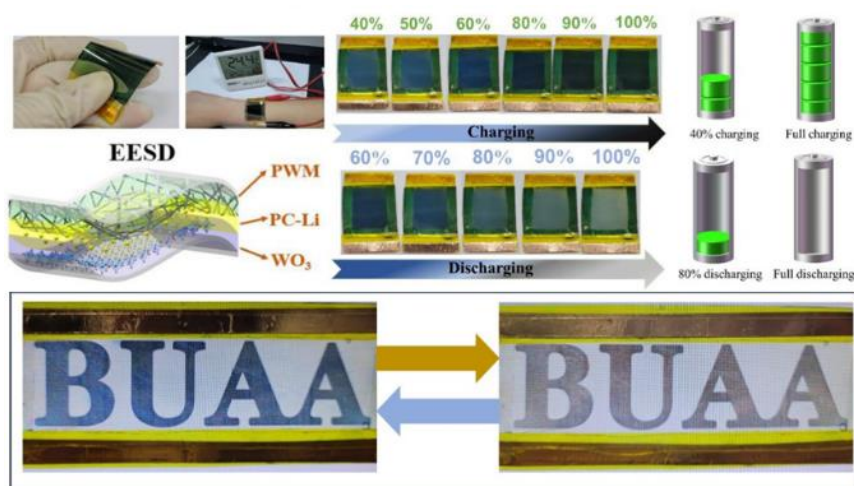 40% 50% 60% 80% 90% 100%
Charging
40% charging
Full charging
EESD
PWM
PC-Li
WO₃
60% 70% 80% 90% 100%
Discharging
80% discharging
Full discharging
BUAA
BUAA